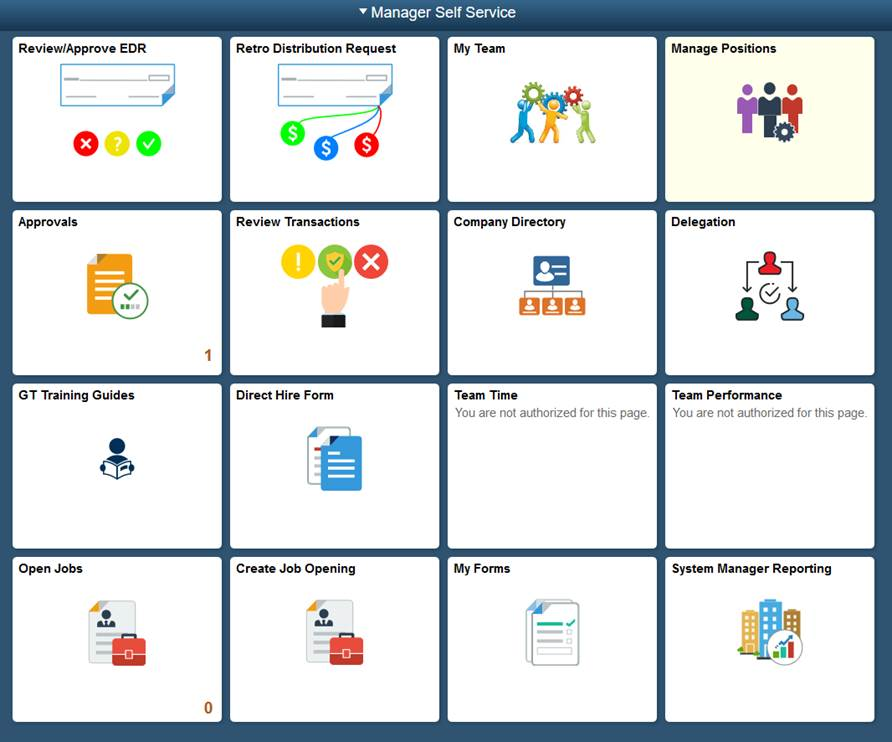 Manager Self Service
Review/Approve EDR
Retro Distribution Request
My Team
Manage Positions
? 
$
$
$
Approvals
Review Transactions
Company Directory
Delegation
!
1
GT Training Guides
Direct Hire Form
Team Time
Team Performance
You are not authorized for this page.
You are not authorized for this page.
Open Jobs
Create Job Opening
My Forms
System Manager Reporting
0